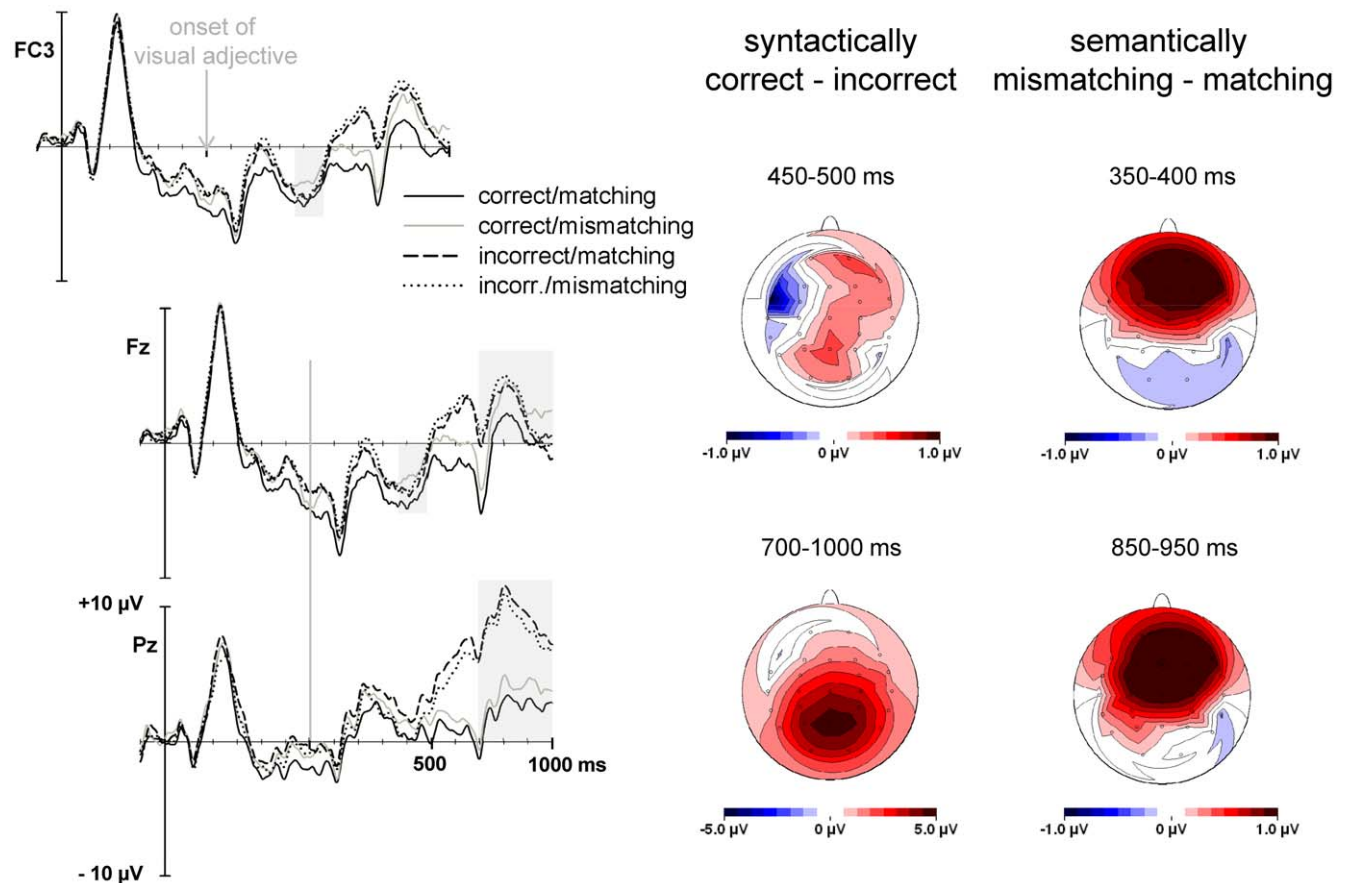 FC3
onset of
visual adjective
correct/matching
correct/mismatching
incorrect/matching
incorr./mismatching
Fz
+10 µV
Pz
500
1000 ms
- 10 µV
syntactically
correct - incorrect
semantically
mismatching - matching
450-500 ms
350-400 ms
-1.0 µV 0 µV 1.0 µV
-1.0 µV 0 µV 1.0 µV
700-1000 ms
850-950 ms
-5.0 µV 0 µV 5.0 µV
-1.0 µV 0 µV 1.0 µV